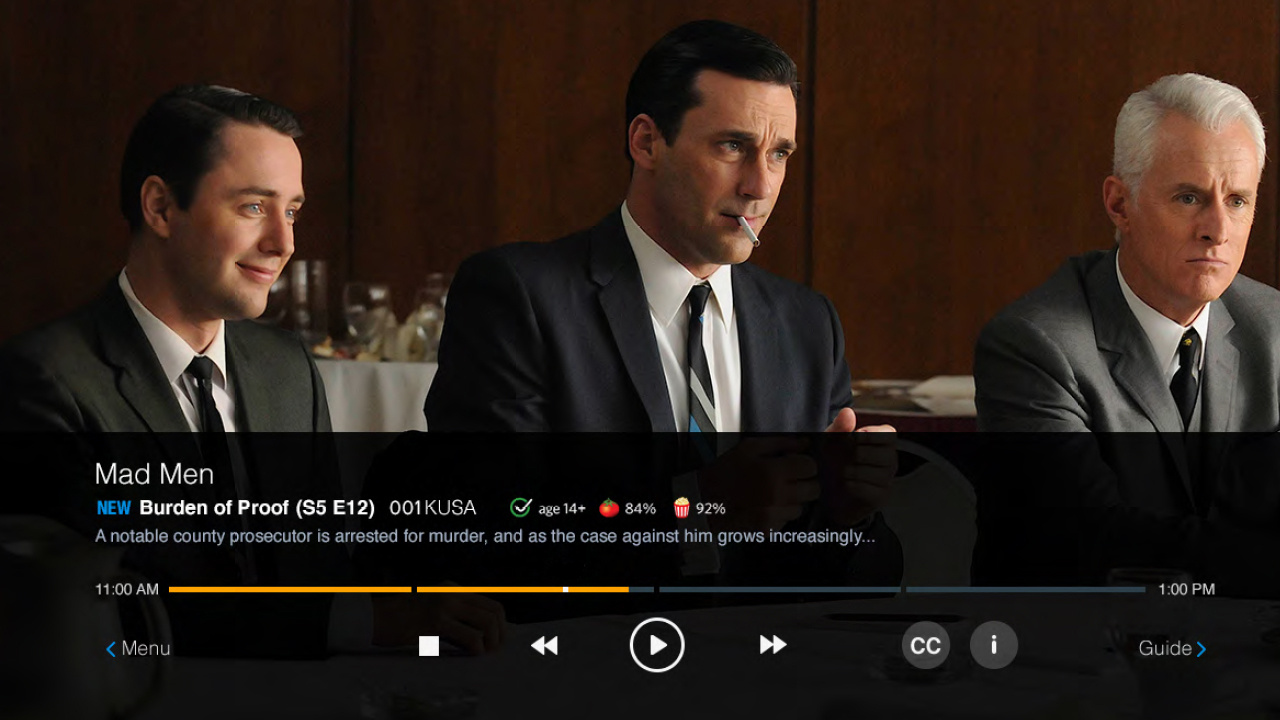 Mad Men
NEW Burden of Proof (S5 E12) 001KUSA age 14+ 84% 92%
A notable county prosecutor is arrested for murder, and as the case against him grows increasingly...
11:00 AM 1:00 PM
Menu CC i Guide